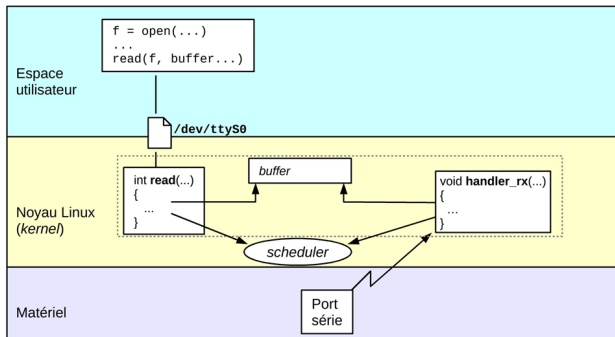 f = open(...)
...
read(f, buffer...)
Espace
utilisateur
/dev/ttyS0
int read(...)
{
...
}
buffer
void handler_rx(...)
{
...
}
Noyau Linux
(kernel)
scheduler
Matériel
Port
série